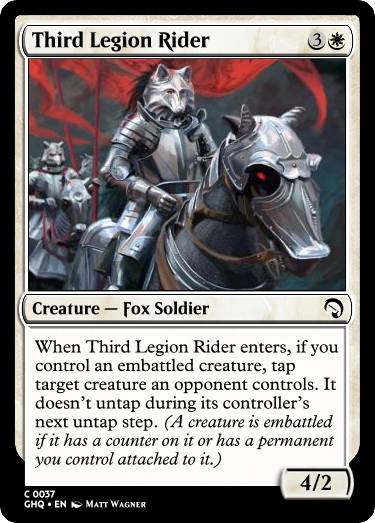 Third Legion Rider 3
Creature — Fox Soldier
When Third Legion Rider enters, if you
control an embattled creature, tap
target creature an opponent controls. It
doesn't untap during its controller's
next untap step. (A creature is embattled
if it has a counter on it or has a permanent
you control attached to it.)
4/2
C 0037
GHQ • EN Matt Wagner